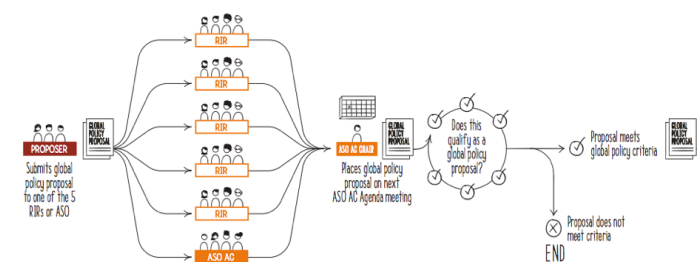 PROPOSER
Submits global
policy proposal
to one of the 5
RIRs or ASO
GLOBAL
POLICY
PROPOSAL
RIR
RIR
RIR
RIR
RIR
ASO AC
ASO AC CHAIR
Places global policy
proposal on next
ASO AC Agenda meeting
GLOBAL
POLICY
PROPOSAL
Does this
qualify as a
global policy
proposal?
Proposal meets
global policy criteria
GLOBAL
POLICY
PROPOSAL
Proposal does not
meet criteria
END